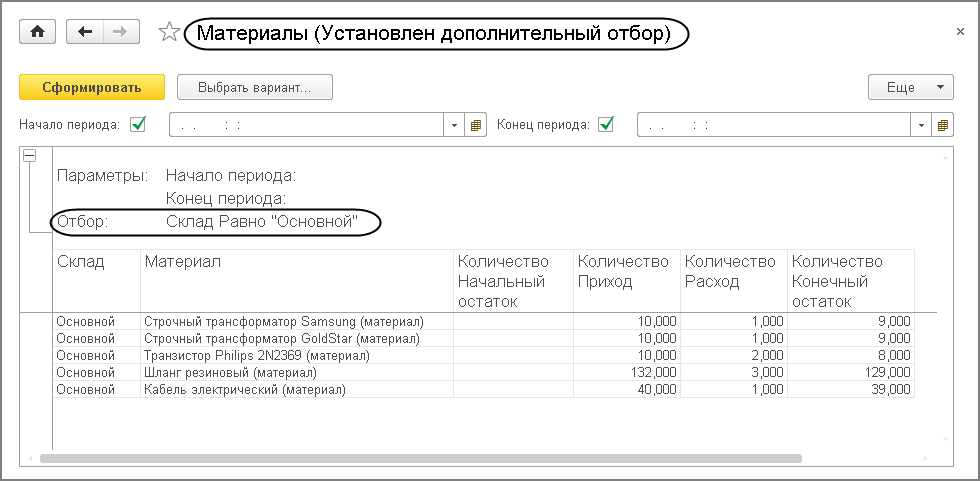 Материалы (Установлен дополнительный отбор)
Сформировать Выбрать вариант... Еще
Начало периода: . . : : Конец периода: . . : :
Параметры: Начало периода:
Конец периода:
Отбор: Склад Равно "Основной"
Склад Материал Количество Начальный остаток Количество Приход Количество Расход Количество Конечный остаток
Основной Строчный трансформатор Samsung (материал) 10,000 1,000 9,000
Основной Строчный трансформатор GoldStar (материал) 10,000 1,000 9,000
Основной Транзистор Philips 2N2369 (материал) 10,000 2,000 8,000
Основной Шланг резиновый (материал) 132,000 3,000 129,000
Основной Кабель электрический (материал) 40,000 1,000 39,000